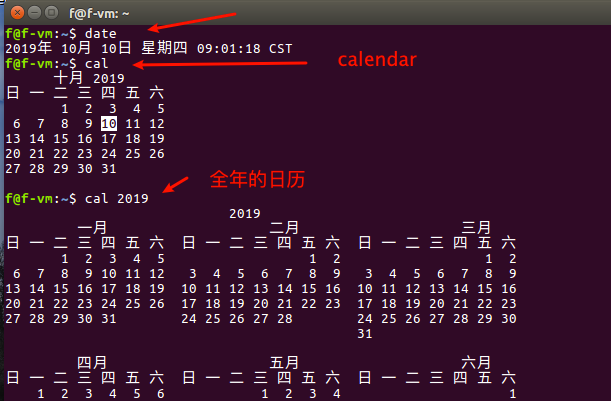 f@f-vm: ~
f@f-vm:~$ date
2019年 10月 10日 星期四 09:01:18 CST
f@f-vm:~$ cal
calendar
十月 2019
日 一 二 三 四 五 六
1 2 3 4 5
6 7 8 9 10 11 12
13 14 15 16 17 18 19
20 21 22 23 24 25 26
27 28 29 30 31
全年的日历
f@f-vm:~$ cal 2019
2019
一月 二月 三月
日 一 二 三 四 五 六 日 一 二 三 四 五 六 日 一 二 三 四 五 六
1 2 3 4 5 1 2 1 2
6 7 8 9 10 11 12 3 4 5 6 7 8 9 3 4 5 6 7 8 9
13 14 15 16 17 18 19 10 11 12 13 14 15 16 10 11 12 13 14 15 16
20 21 22 23 24 25 26 17 18 19 20 21 22 23 17 18 19 20 21 22 23
27 28 29 30 31 24 25 26 27 28 24 25 26 27 28 29 30
31
四月 五月 六月
日 一 二 三 四 五 六 日 一 二 三 四 五 六 日 一 二 三 四 五 六
1 2 3 4 5 6 1 2 3 4 1